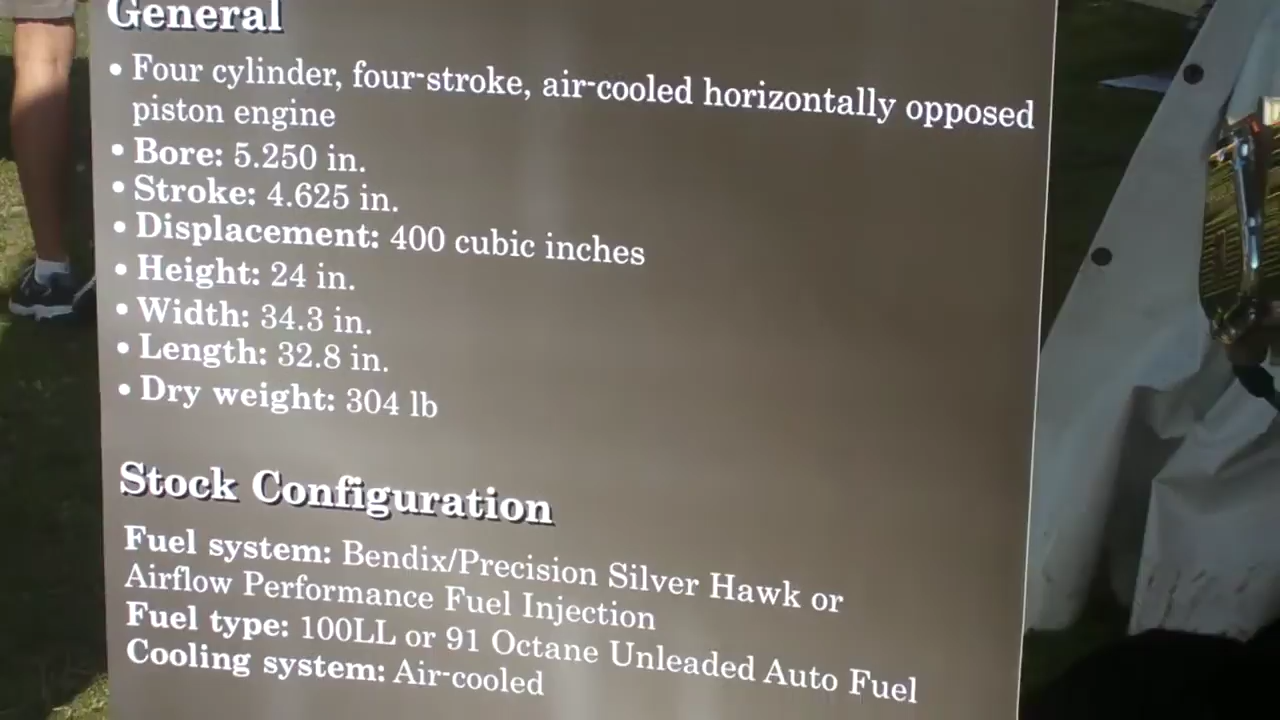 General
• Four cylinder, four-stroke, air-cooled horizontally opposed
piston engine
• Bore: 5.250 in.
• Stroke: 4.625 in.
• Displacement: 400 cubic inches
• Height: 24 in.
• Width: 34.3 in.
• Length: 32.8 in.
• Dry weight: 304 lb
Stock Configuration
Fuel system: Bendix/Precision Silver Hawk or
Airflow Performance Fuel Injection
Fuel type: 100LL or 91 Octane Unleaded Auto Fuel
Cooling system: Air-cooled